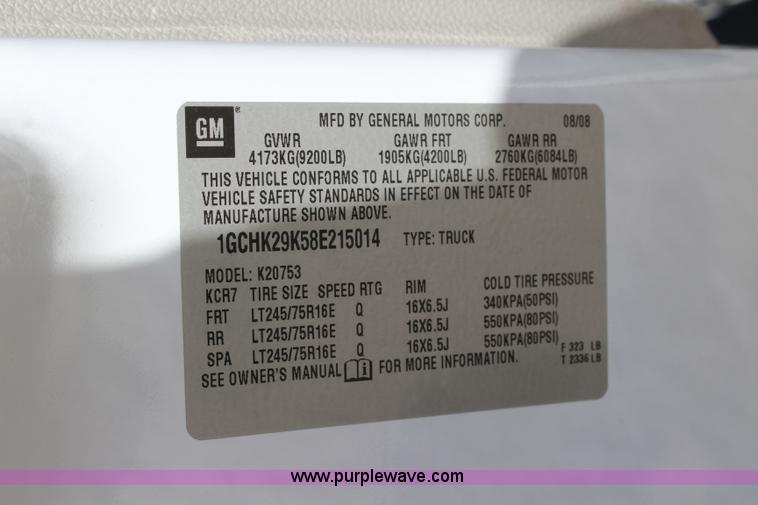 GM
MFD BY GENERAL MOTORS CORP. 08/08
GVWR GAWR FRT GAWR RR
4173KG(9200LB) 1905KG(4200LB) 2760KG(6084LB)
THIS VEHICLE CONFORMS TO ALL APPLICABLE U.S. FEDERAL MOTOR
VEHICLE SAFETY STANDARDS IN EFFECT ON THE DATE OF
MANUFACTURE SHOWN ABOVE.
1GCHK29K58E215014 TYPE: TRUCK
MODEL: K20753
KCR7 TIRE SIZE SPEED RTG RIM COLD TIRE PRESSURE
FRT LT245/75R16E Q 16X6.5J 340KPA(50PSI)
RR LT245/75R16E Q 16X6.5J 550KPA(80PSI)
SPA LT245/75R16E Q 16X6.5J 550KPA(80PSI)
F 323 LB
T 2336 LB
SEE OWNER'S MANUAL i FOR MORE INFORMATION.
www.purplewave.com